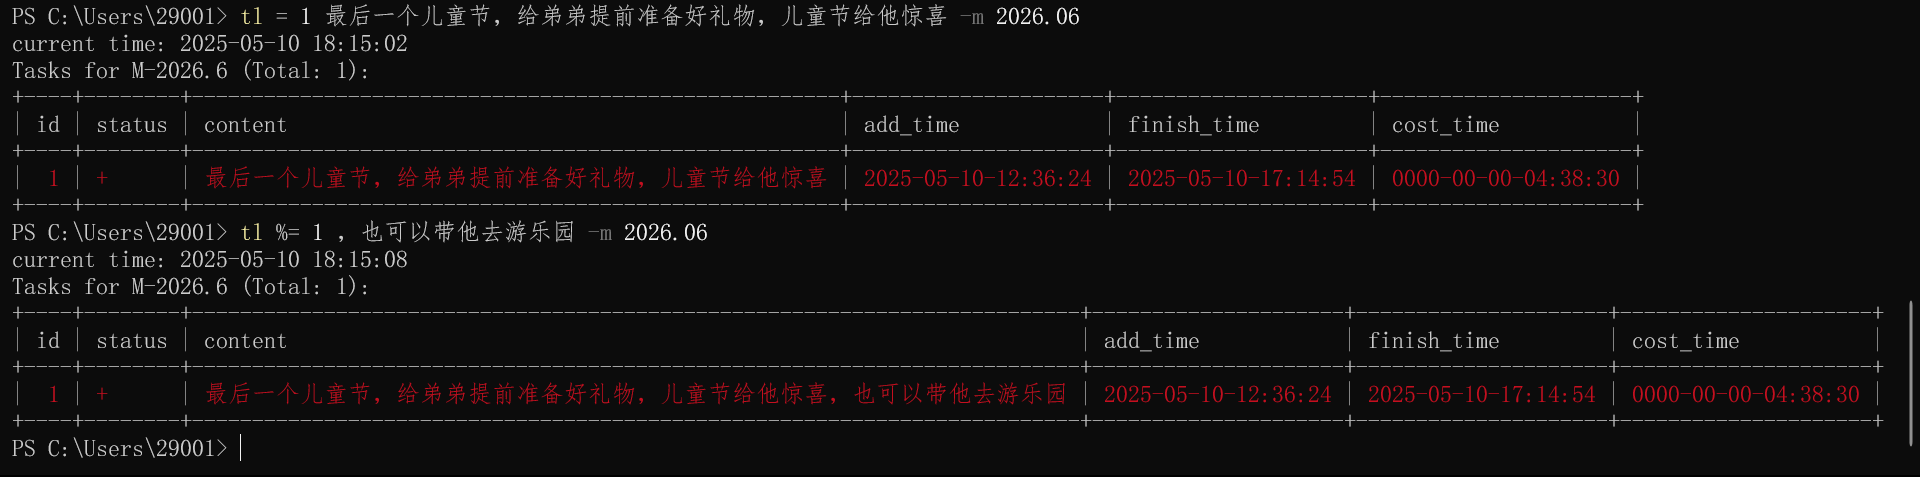 PS C:\Users\29001> tl = 1 最后一个儿童节，给弟弟提前准备好礼物，儿童节给他惊喜 -m 2026.06
current time: 2025-05-10 18:15:02
Tasks for M-2026.6 (Total: 1):
+----+--------+------------------------------------------------------+---------------------+---------------------+---------------------+
| id | status | content | add_time | finish_time | cost_time |
+----+--------+------------------------------------------------------+---------------------+---------------------+---------------------+
| 1 | + | 最后一个儿童节，给弟弟提前准备好礼物，儿童节给他惊喜 | 2025-05-10-12:36:24 | 2025-05-10-17:14:54 | 0000-00-00-04:38:30 |
+----+--------+------------------------------------------------------+---------------------+---------------------+---------------------+
PS C:\Users\29001> tl %= 1 ，也可以带他去游乐园 -m 2026.06
current time: 2025-05-10 18:15:08
Tasks for M-2026.6 (Total: 1):
+----+--------+--------------------------------------------------------------------------+---------------------+---------------------+---------------------+
| id | status | content | add_time | finish_time | cost_time |
+----+--------+--------------------------------------------------------------------------+---------------------+---------------------+---------------------+
| 1 | + | 最后一个儿童节，给弟弟提前准备好礼物，儿童节给他惊喜，也可以带他去游乐园 | 2025-05-10-12:36:24 | 2025-05-10-17:14:54 | 0000-00-00-04:38:30 |
+----+--------+--------------------------------------------------------------------------+---------------------+---------------------+---------------------+
PS C:\Users\29001>